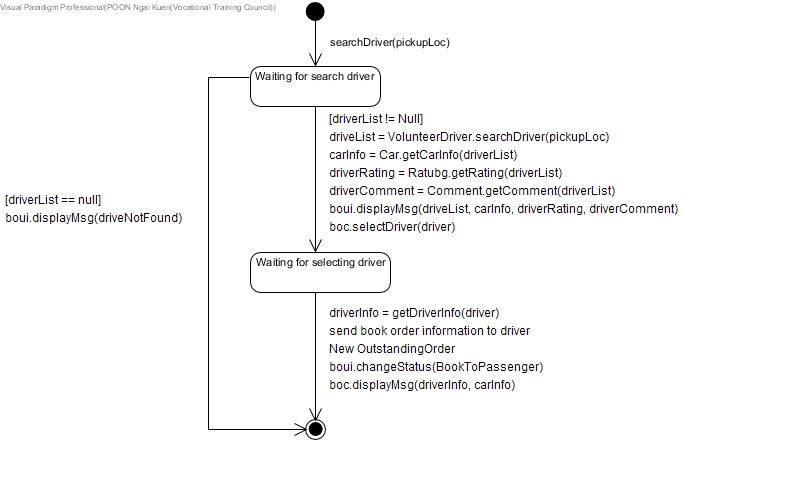 Visual Paradigm Professional(POON Ngai Kuen(Vocational Training Council))
searchDriver(pickupLoc)
Waiting for search driver
[driverList != Null]
driveList = VolunteerDriver.searchDriver(pickupLoc)
carInfo = Car.getCarInfo(driverList)
driverRating = Ratubg.getRating(driverList)
driverComment = Comment.getComment(driverList)
boui.displayMsg(driveList, carInfo, driverRating, driverComment)
boc.selectDriver(driver)
[driverList == null]
boui.displayMsg(driveNotFound)
Waiting for selecting driver
driverInfo = getDriverInfo(driver)
send book order information to driver
New OutstandingOrder
boui.changeStatus(BookToPassenger)
boc.displayMsg(driverInfo, carInfo)